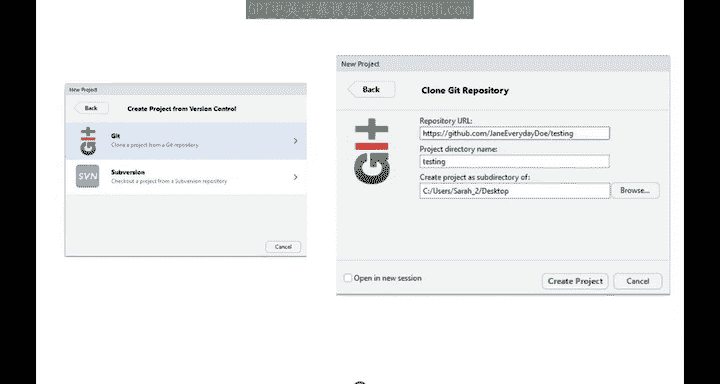 New Project
Back
Create Project from Version Control
Git
Clone a project from a Git repository
SVN
Subversion
Checkout a project from a Subversion repository
Cancel
New Project
Back
Clone Git Repository
git
Repository URL:
https://github.com/JaneEverydayDoe/testing
Project directory name:
testing
Create project as subdirectory of:
C:/Users/Sarah_2/Desktop
Browse...
Open in new session
Create Project
Cancel